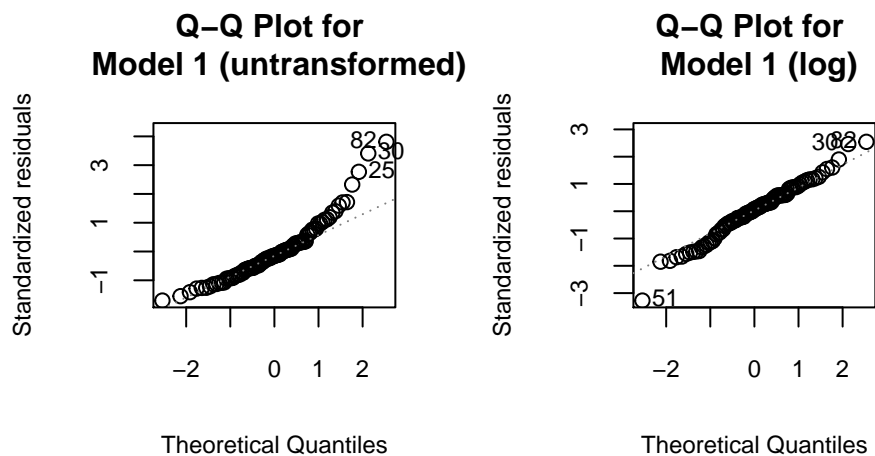 Q−Q Plot for
Model 1 (untransformed)
Standardized residuals
3
1
−1
82
30
25
−2
0
1
2
Theoretical Quantiles
Q−Q Plot for
Model 1 (log)
Standardized residuals
3
1
−1
−3
30
82
51
−2
0
1
2
Theoretical Quantiles